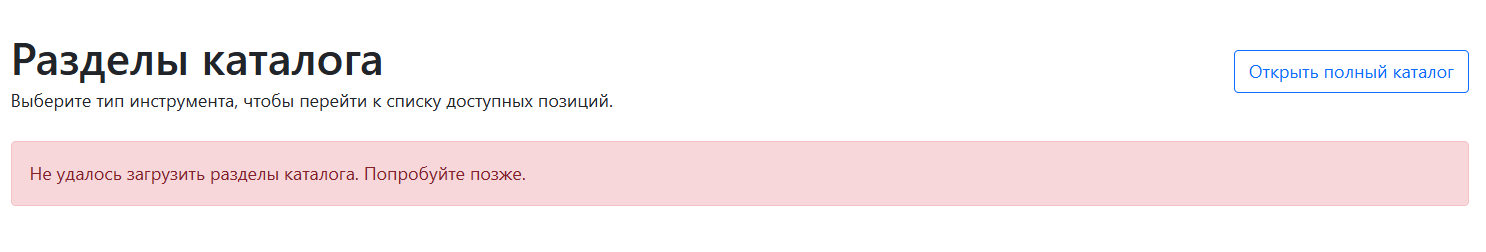 Разделы каталога
Открыть полный каталог
Выберите тип инструмента, чтобы перейти к списку доступных позиций.
Не удалось загрузить разделы каталога. Попробуйте позже.